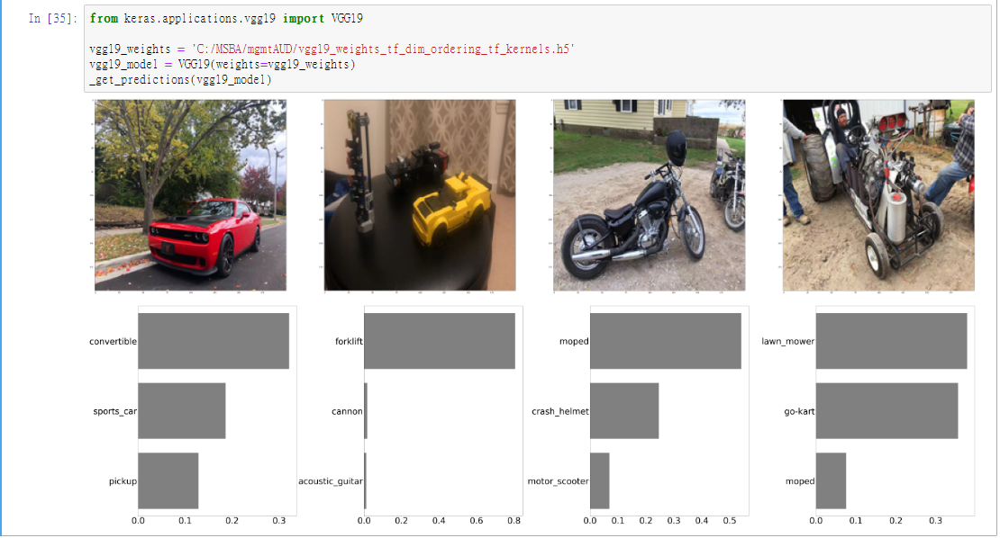 In [35]: from keras.applications.vgg19 import VGG19
vgg19_weights = 'C:/MSBA/mgmtAUD/vgg19_weights_tf_dim_ordering_tf_kernels.h5'
vgg19_model = VGG19(weights=vgg19_weights)
_get_predictions(vgg19_model)
convertible
sports_car
pickup
0.0 0.1 0.2 0.3
forklift
cannon
acoustic_guitar
0.0 0.2 0.4 0.6 0.8
moped
crash_helmet
motor_scooter
0.0 0.1 0.2 0.3 0.4 0.5
lawn_mower
go-kart
moped
0.0 0.1 0.2 0.3